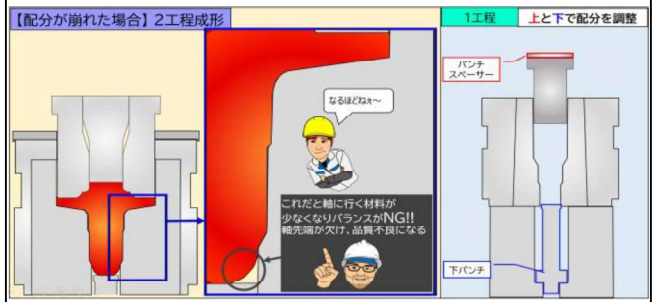 【配分が崩れた場合】2工程成形
なるほどねぇ～
これだと軸に行く材料が
少なくなりバランスがNG!!
軸先端が欠け、品質不良になる
1工程
上と下で配分を調整
パンチ
スペーサー
下パンチ